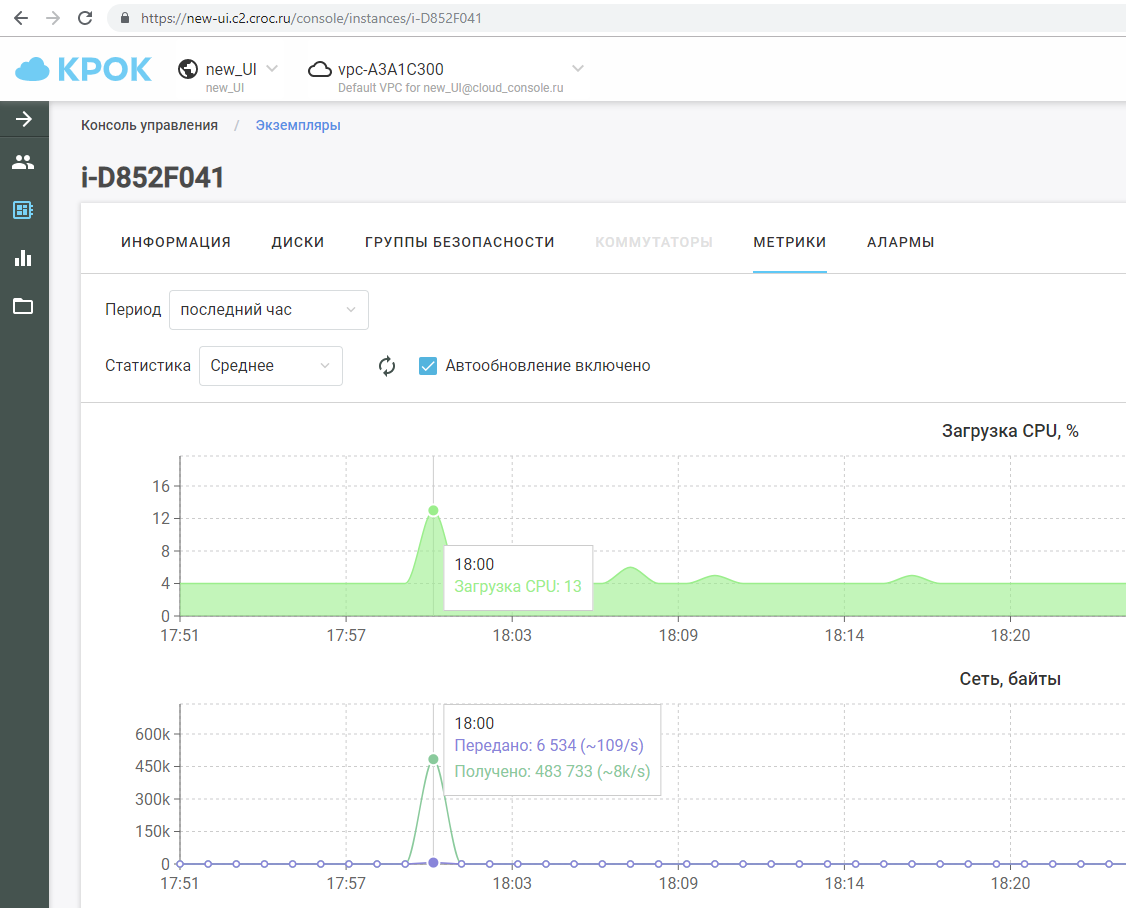 https://new-ui.c2.croc.ru/console/instances/i-D852F041
КРОК
new_UI
new_UI
vpc-A3A1C300
Default VPC for new_UI@cloud_console.ru
Консоль управления / Экземпляры
i-D852F041
ИНФОРМАЦИЯ ДИСКИ ГРУППЫ БЕЗОПАСНОСТИ КОММУТАТОРЫ МЕТРИКИ АЛАРМЫ
Период последний час
Статистика Среднее Автообновление включено
Загрузка CPU, %
16
12
8
4
0
18:00
Загрузка CPU: 13
17:51 17:57 18:03 18:09 18:14 18:20
Сеть, байты
600k
450k
300k
150k
0
18:00
Передано: 6 534 (~109/s)
Получено: 483 733 (~8k/s)
17:51 17:57 18:03 18:09 18:14 18:20